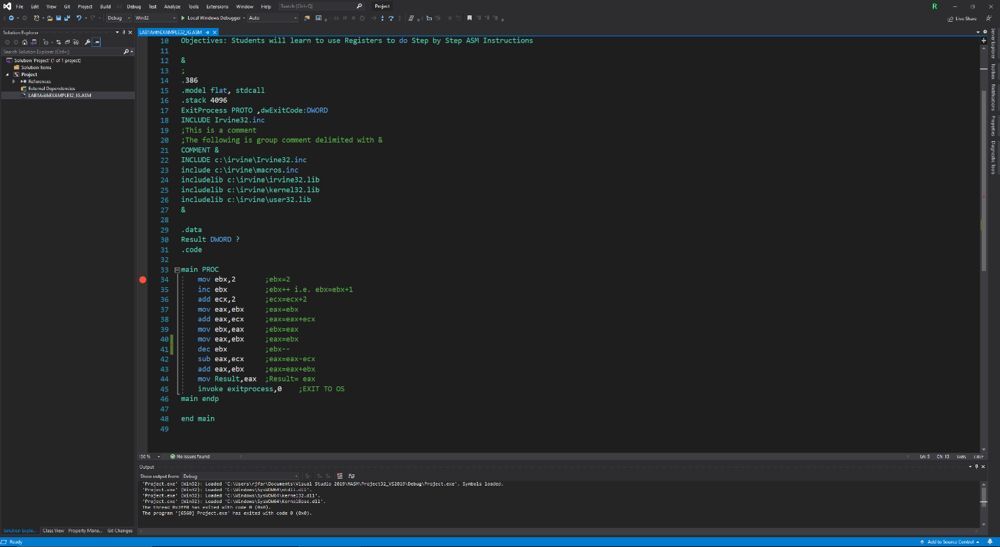 File Edit View Git Project Build Debug Test Analyze Tools Extensions Window Help Search (Ctrl+Q) Project R
Debug Win32 Local Windows Debugger Auto Live Share
Solution Explorer
Search Solution Explorer (Ctrl+;)
Solution 'Project' (1 of 1 project)
Solution Items
Project
References
External Dependencies
LAB1ArithEXAMPLE32_IG.ASM
Solution Explo... Class View Property Mana... Git Changes
LAB1ArithEXAMPLE32_IG.ASM
10 Objectives: Students will learn to use Registers to do Step by Step ASM Instructions
11
12 &
13 ;
14 .386
15 .model flat, stdcall
16 .stack 4096
17 ExitProcess PROTO ,dwExitCode:DWORD
18 INCLUDE Irvine32.inc
19 ;This is a comment
20 ;The following is group comment delimited with &
21 COMMENT &
22 INCLUDE c:\irvine\Irvine32.inc
23 include c:\irvine\macros.inc
24 includelib c:\irvine\irvine32.lib
25 includelib c:\irvine\kernel32.lib
26 includelib c:\irvine\user32.lib
27 &
28
29 .data
30 Result DWORD ?
31 .code
32
33 main PROC
34 mov ebx,2 ;ebx=2
35 inc ebx ;ebx++ i.e. ebx=ebx+1
36 add ecx,2 ;ecx=ecx+2
37 mov eax,ebx ;eax=ebx
38 add eax,ecx ;eax=eax+ecx
39 mov ebx,eax ;ebx=eax
40 mov eax,ebx ;eax=ebx
41 dec ebx ;ebx--
42 sub eax,ecx ;eax=eax-ecx
43 add eax,ebx ;eax=eax+ebx
44 mov Result,eax ;Result= eax
45 invoke exitprocess,0 ;EXIT TO OS
46 main endp
47
48 end main
49
150 % No issues found Ln: 5 Ch: 13 TABS CRLF
Output
Show output from: Debug
'Project.exe' (Win32): Loaded 'C:\Users\rjfar\Documents\Visual Studio 2019\MASM\Project32_VS2019\Debug\Project.exe'. Symbols loaded.
'Project.exe' (Win32): Loaded 'C:\Windows\SysWOW64\ntdll.dll'.
'Project.exe' (Win32): Loaded 'C:\Windows\SysWOW64\kernel32.dll'.
'Project.exe' (Win32): Loaded 'C:\Windows\SysWOW64\KernelBase.dll'.
The thread 0x3ff0 has exited with code 0 (0x0).
The program '[6560] Project.exe' has exited with code 0 (0x0).
Server Explorer
Toolbox
Notifications
Properties
Diagnostic Tools
Ready Add to Source Control